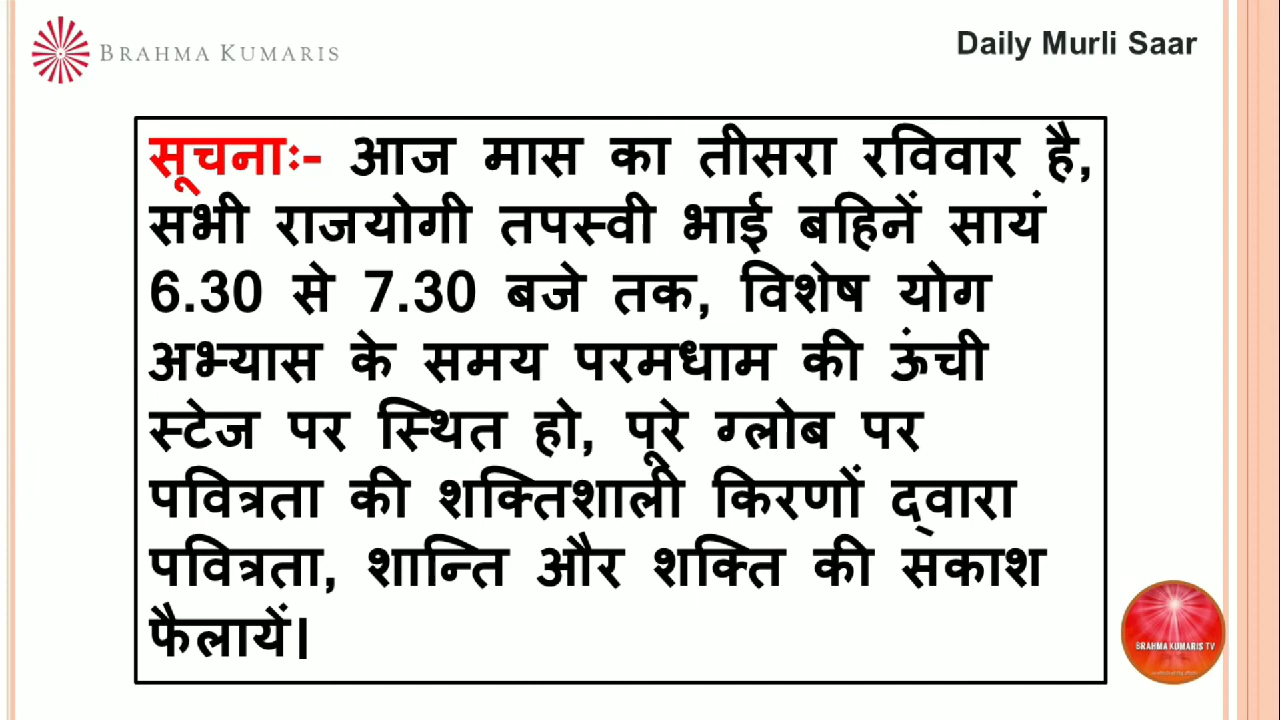 BRAHMA KUMARIS
Daily Murli Saar
सूचनाः- आज मास का तीसरा रविवार है,
सभी राजयोगी तपस्वी भाई बहिनें सायं
6.30 से 7.30 बजे तक, विशेष योग
अभ्यास के समय परमधाम की ऊंची
स्टेज पर स्थित हो, पूरे ग्लोब पर
पवित्रता की शक्तिशाली किरणों द्वारा
पवित्रता, शान्ति और शक्ति की सकाश
फैलायें।
BRAHMA KUMARIS TV